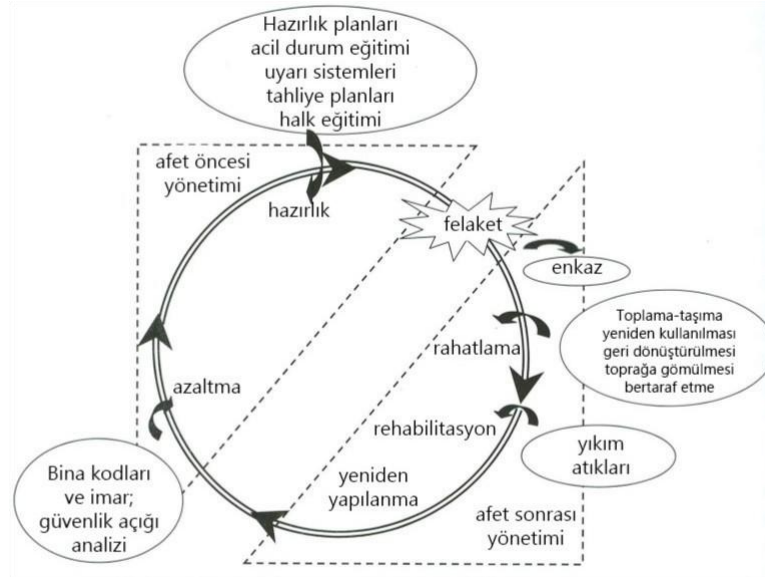 Hazırlık planları
acil durum eğitimi
uyarı sistemleri
tahliye planları
halk eğitimi
afet öncesi
yönetimi
hazırlık
felaket
enkaz
Toplama-taşıma
yeniden kullanılması
geri dönüştürülmesi
toprağa gömülmesi
bertaraf etme
rahatlama
azaltma
rehabilitasyon
yıkım
atıkları
Bina kodları
ve imar;
güvenlik açığı
analizi
yeniden
yapılanma
afet sonrası
yönetimi